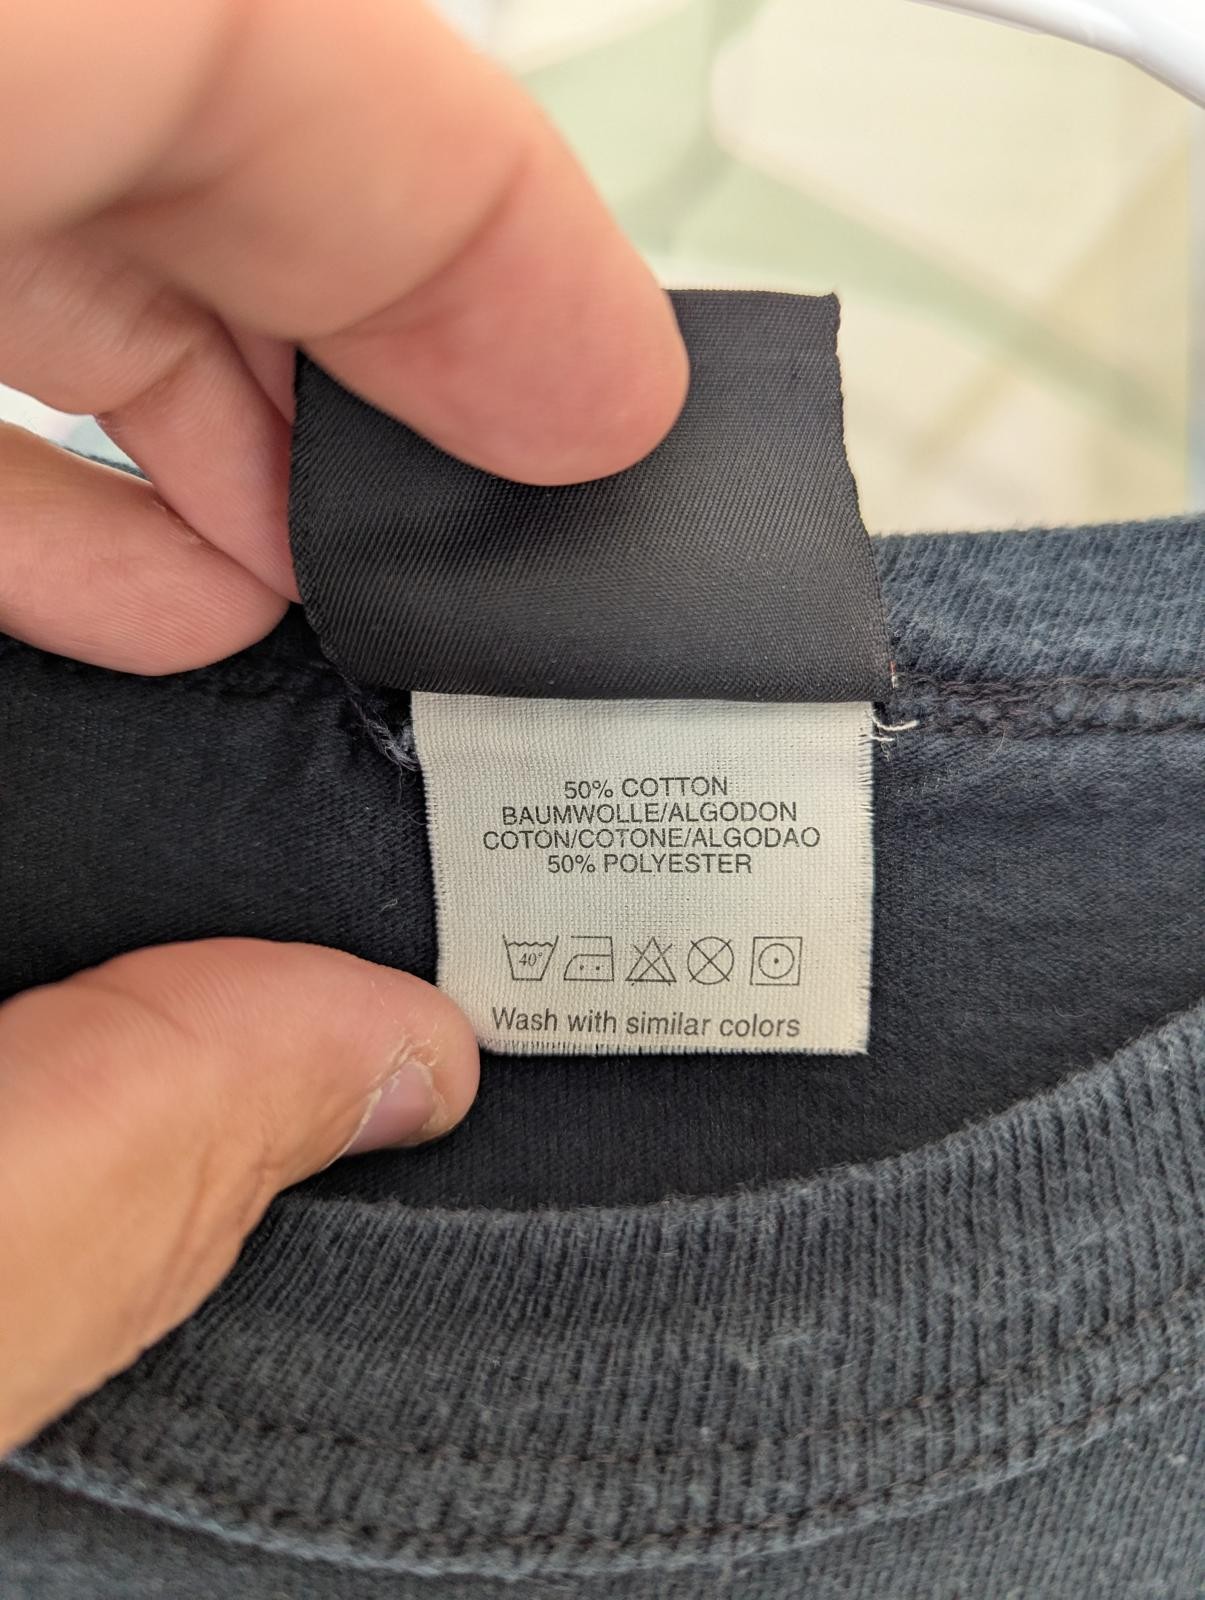 50% COTTON
BAUMWOLLE/ALGODON
COTON/COTONE/ALGODAO
50% POLYESTER
40°
Wash with similar colors